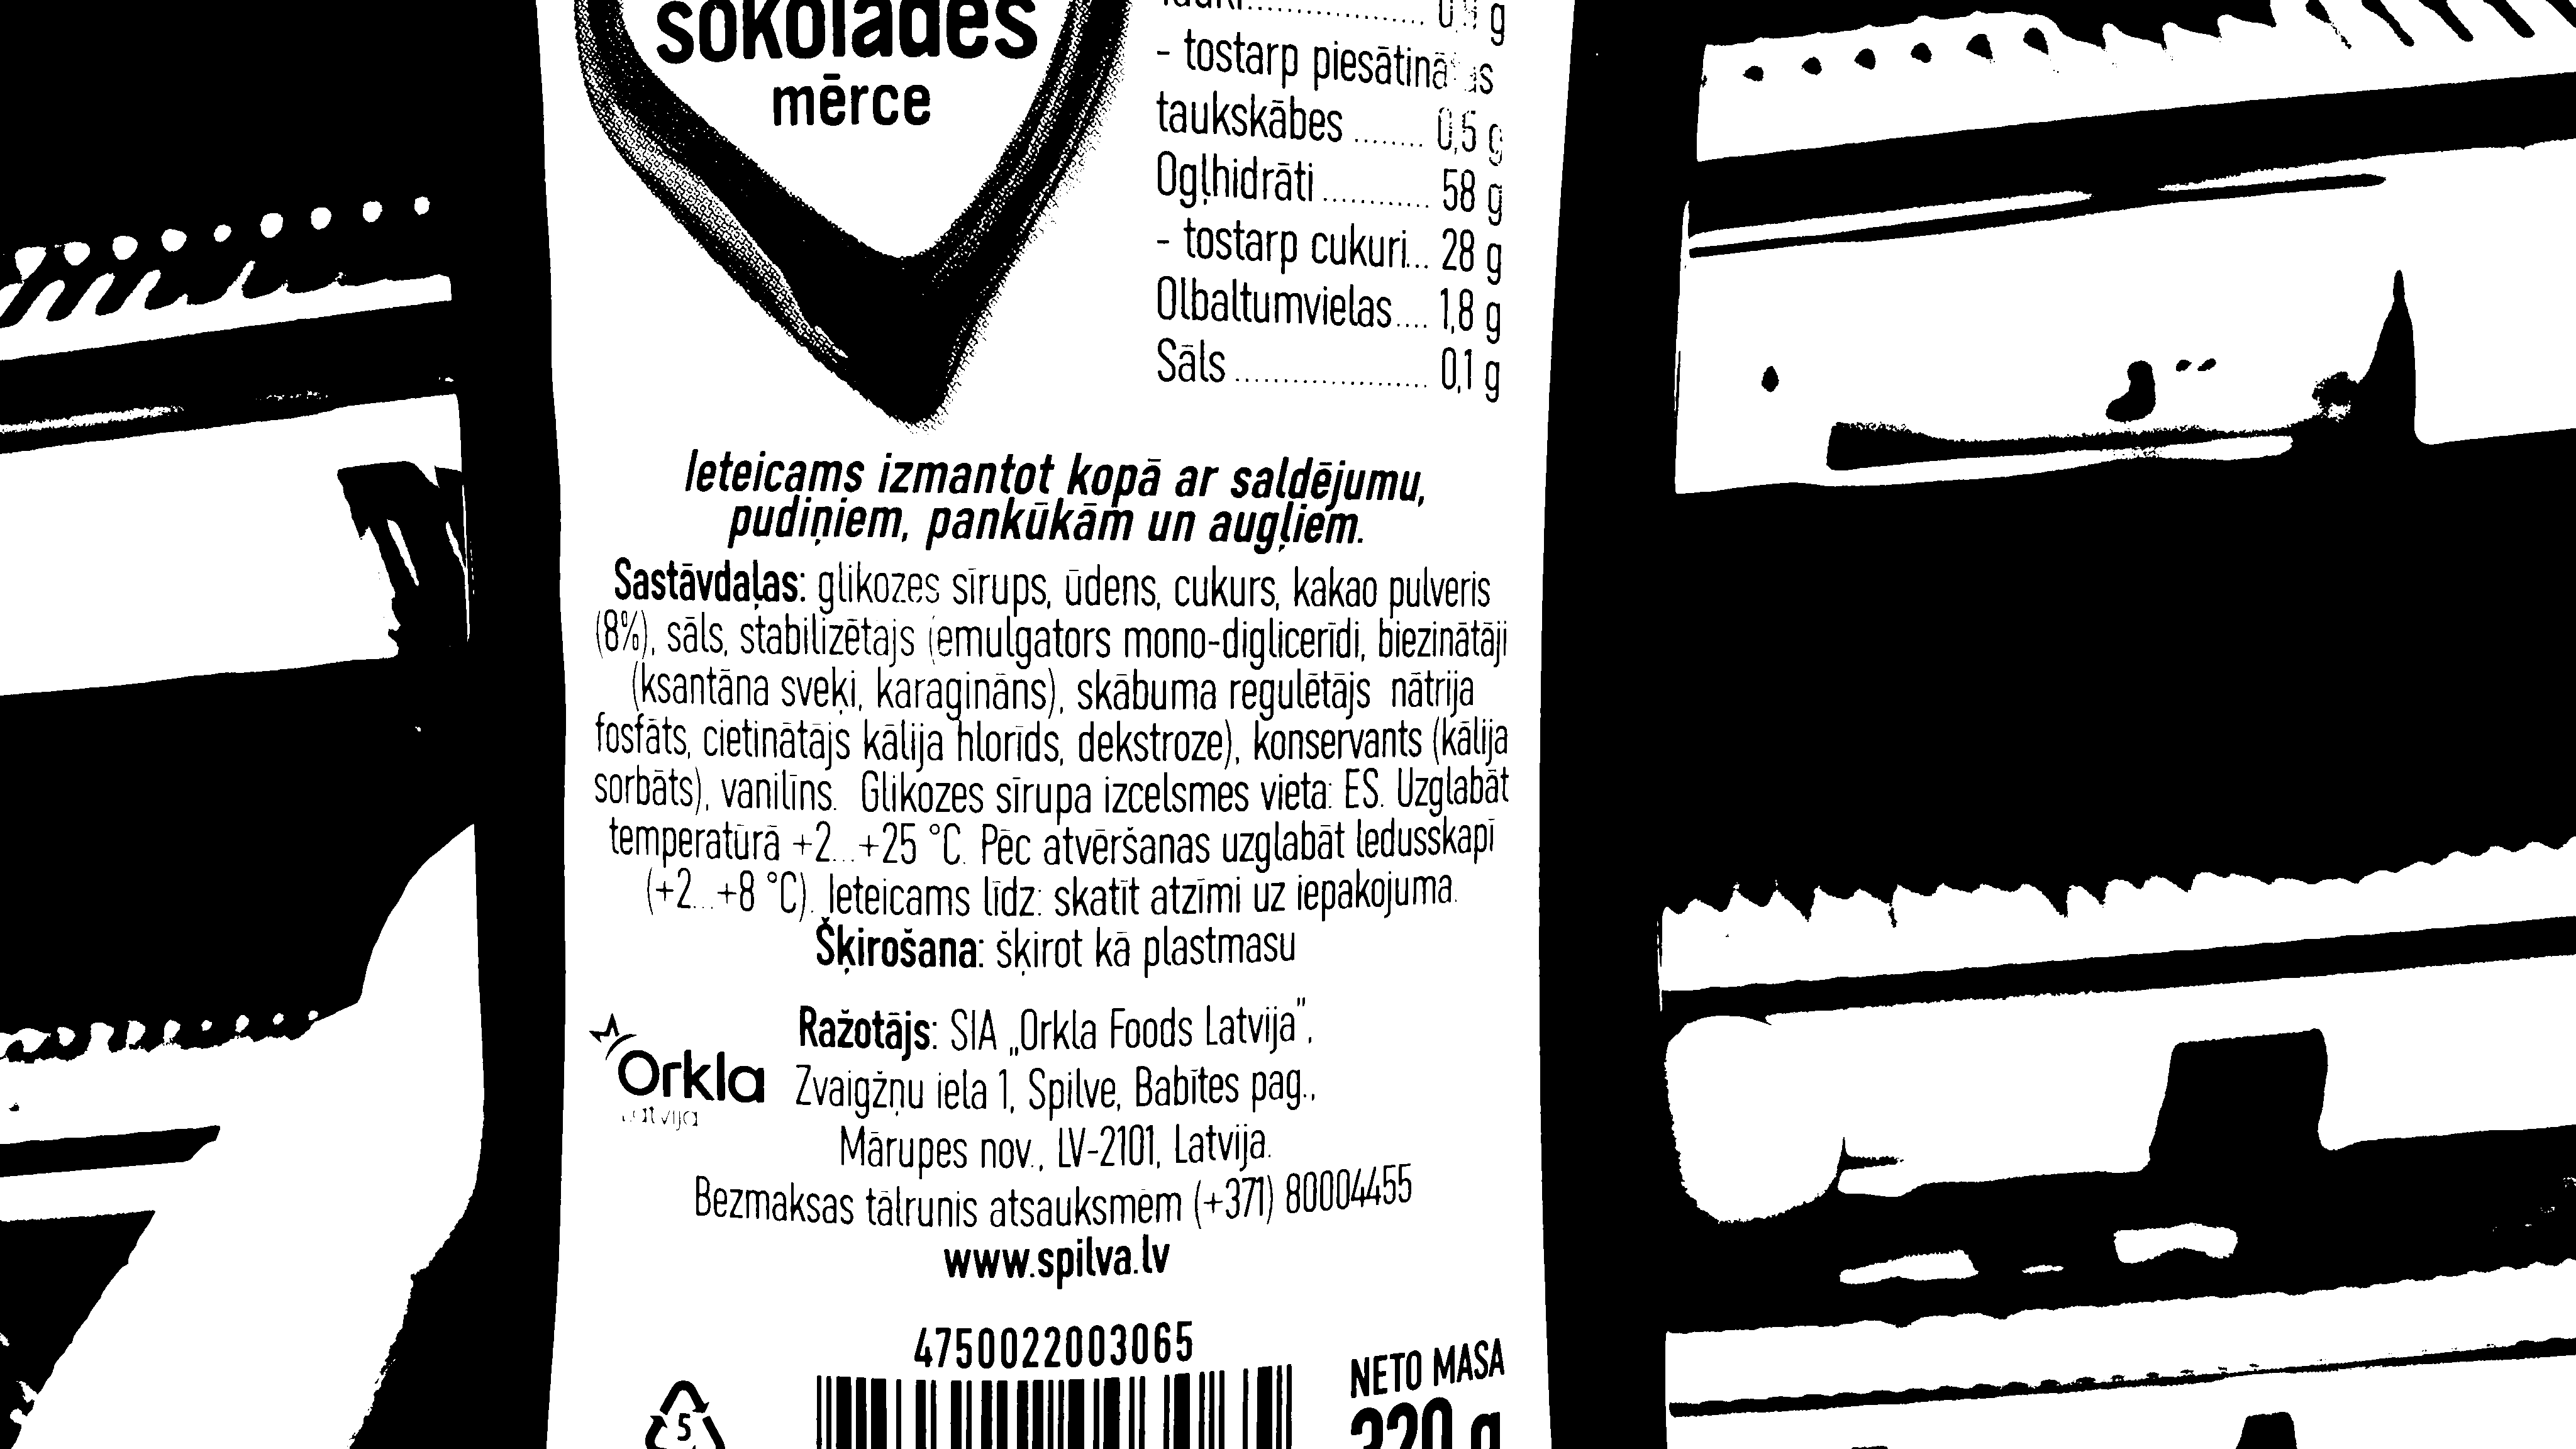 šokolādes
mērce
- tostarp piesātinātās
taukskābes ........ 0,5 g
Ogļhidrāti ............ 58 g
- tostarp cukuri... 28 g
Olbaltumvielas.... 1,8 g
Sāls ..................... 0,1 g
Ieteicams izmantot kopā ar saldējumu,
pudiņiem, pankūkām un augļiem.
Sastāvdaļas: glikozes sīrups, ūdens, cukurs, kakao pulveris
(8%), sāls, stabilizētajs (emulgators mono-diglicerīdi, biezinātāji
(ksantāna sveķi, karagināns), skābuma regulētājs nātrija
fosfāts, cietinātājs kālija hlorīds, dekstroze), konservants (kālija
sorbāts), vanilīns. Glikozes sīrupa izcelsmes vieta: ES. Uzglabāt
temperatūrā +2...+25 °C. Pēc atvēršanas uzglabāt ledusskapī
(+2...+8 °C). Ieteicams līdz: skatīt atzīmi uz iepakojuma.
Šķirošana: šķirot kā plastmasu
Ražotājs: SIA „Orkla Foods Latvija",
Zvaigžņu iela 1, Spilve, Babītes pag.,
Mārupes nov., LV-2101, Latvija.
Orkla
Latvija
Bezmaksas tālrunis atsauksmēm (+371) 80004455
www.spilva.lv
4750022003065
NETO MASA
320 g
5